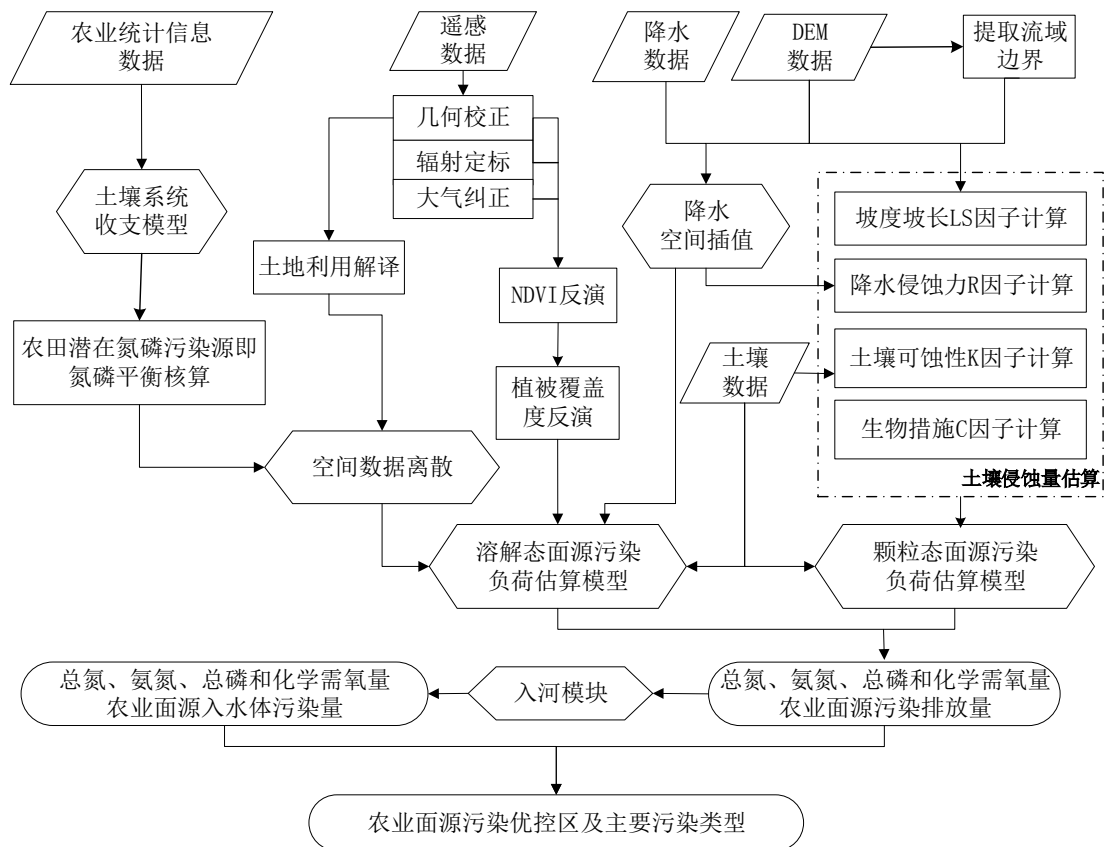 农业统计信息
数据
遥感
数据
降水
数据
DEM
数据
提取流域
边界
几何校正
辐射定标
大气纠正
土壤系统
收支模型
降水
空间插值
坡度坡长LS因子计算
土地利用解译
NDVI反演
降水侵蚀力R因子计算
农田潜在氮磷污染源即
氮磷平衡核算
植被覆盖
度反演
土壤
数据
土壤可蚀性K因子计算
生物措施C因子计算
土壤侵蚀量估算
空间数据离散
溶解态面源污染
负荷估算模型
颗粒态面源污染
负荷估算模型
总氮、氨氮、总磷和化学需氧量
农业面源入水体污染量
入河模块
总氮、氨氮、总磷和化学需氧量
农业面源污染排放量
农业面源污染优控区及主要污染类型